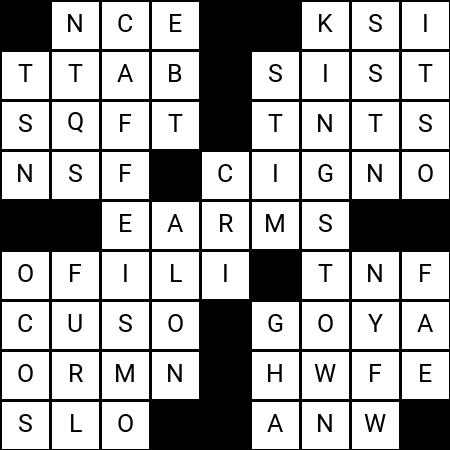 N C E K S I
T T A B S I S T
S Q F T T N T S
N S F C I G N O
E A R M S
O F I L I T N F
C U S O G O Y A
O R M N H W F E
S L O A N W